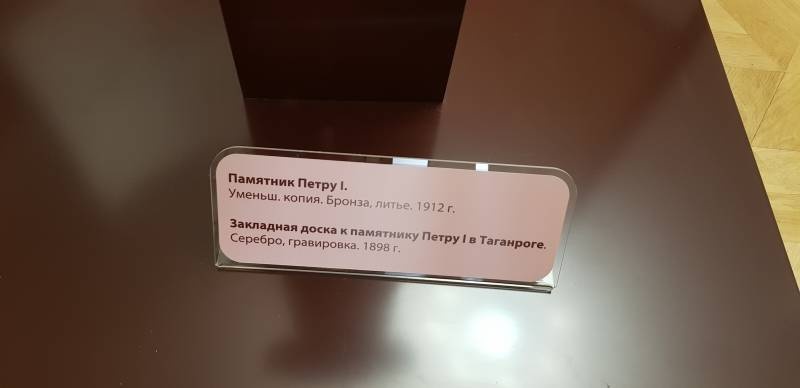 Памятник Петру I.
Уменьш. копия. Бронза, литье. 1912 г.
Закладная доска к памятнику Петру I в Таганроге.
Серебро, гравировка. 1898 г.